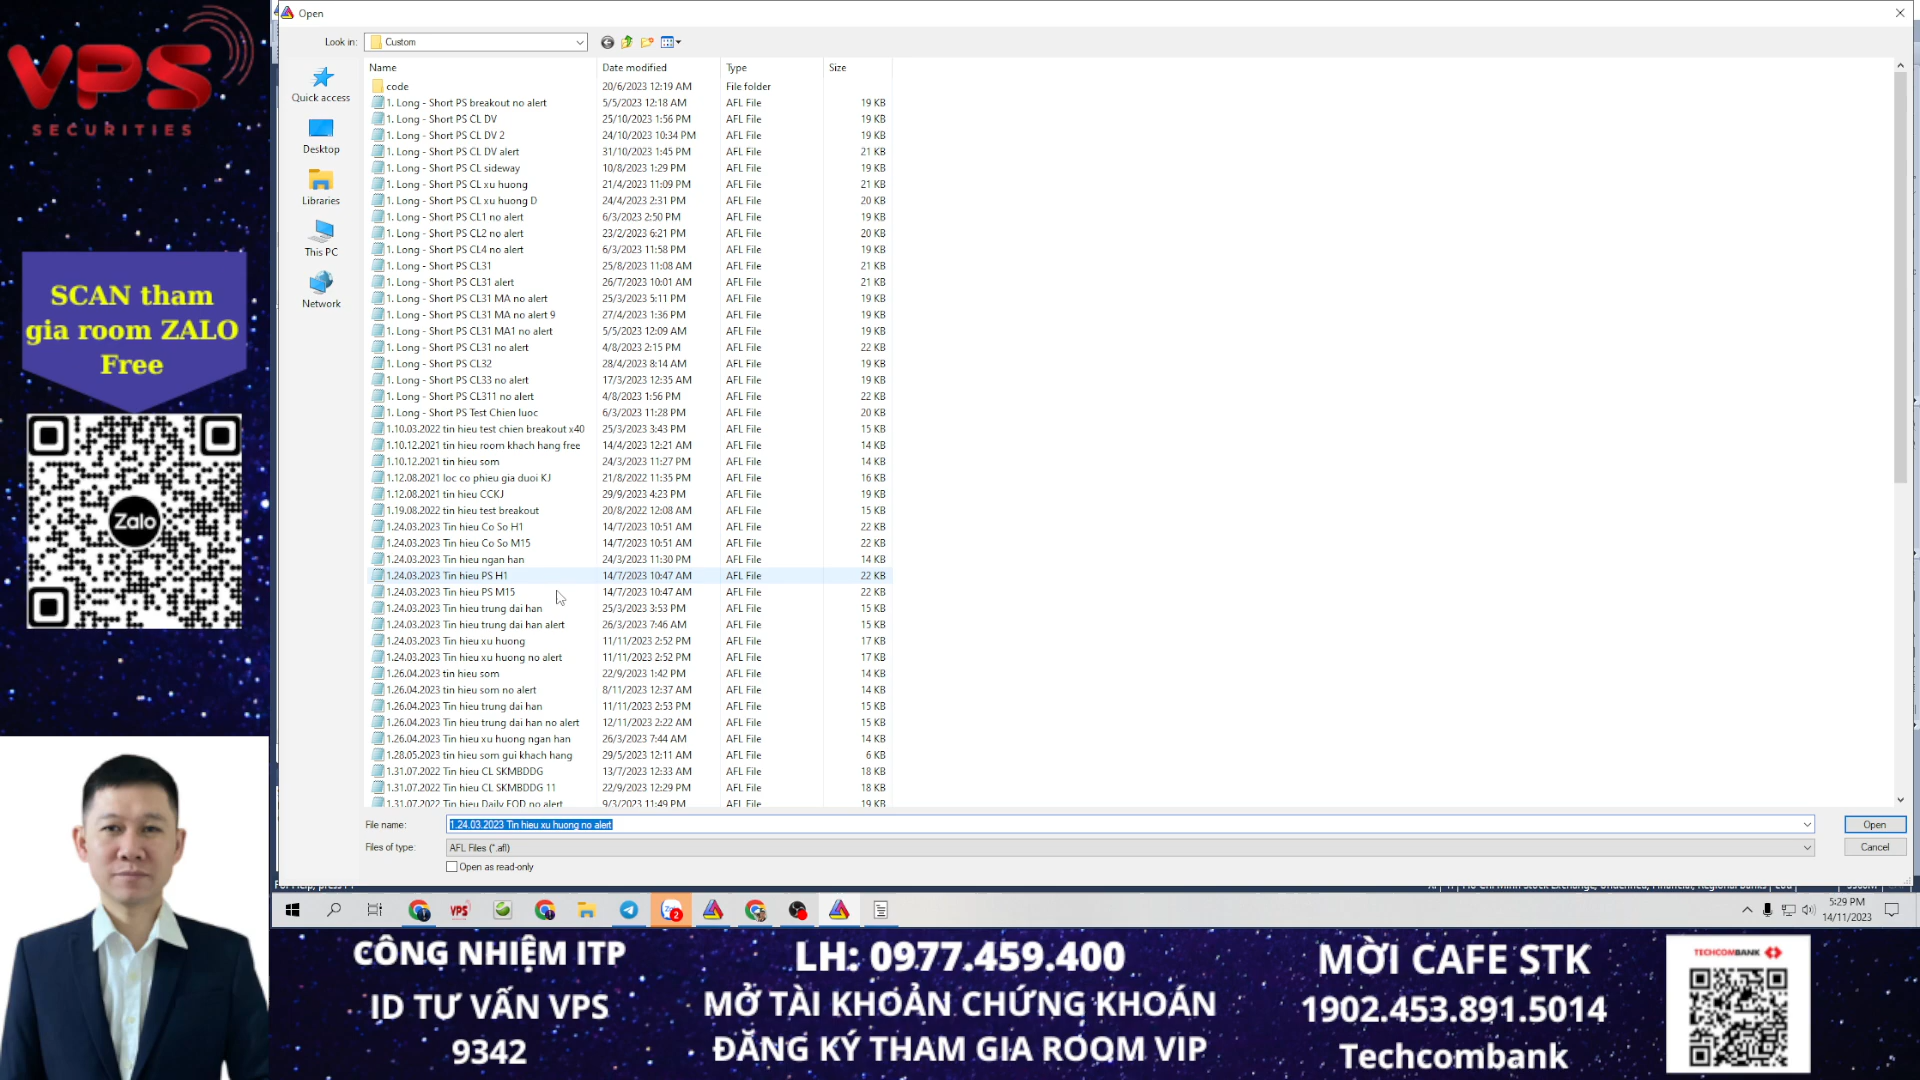 VPS
SECURITIES
SCAN tham
gia room ZALO
Free
Zalo
Open
Look in:
Custom
Quick access
Desktop
Libraries
This PC
Network
Name Date modified Type Size
code 20/6/2023 12:19 AM File folder
1. Long - Short PS breakout no alert 5/5/2023 12:18 AM AFL File 19 KB
1. Long - Short PS CL DV 25/10/2023 1:56 PM AFL File 19 KB
1. Long - Short PS CL DV 2 24/10/2023 10:34 PM AFL File 19 KB
1. Long - Short PS CL DV alert 31/10/2023 1:45 PM AFL File 21 KB
1. Long - Short PS CL sideway 10/8/2023 1:29 PM AFL File 19 KB
1. Long - Short PS CL xu huong 21/4/2023 11:09 PM AFL File 21 KB
1. Long - Short PS CL xu huong D 24/4/2023 2:31 PM AFL File 20 KB
1. Long - Short PS CL1 no alert 6/3/2023 2:50 PM AFL File 19 KB
1. Long - Short PS CL2 no alert 23/2/2023 6:21 PM AFL File 20 KB
1. Long - Short PS CL4 no alert 6/3/2023 11:58 PM AFL File 19 KB
1. Long - Short PS CL31 25/8/2023 11:08 AM AFL File 21 KB
1. Long - Short PS CL31 alert 26/7/2023 10:01 AM AFL File 21 KB
1. Long - Short PS CL31 MA no alert 25/3/2023 5:11 PM AFL File 19 KB
1. Long - Short PS CL31 MA no alert 9 27/4/2023 1:36 PM AFL File 19 KB
1. Long - Short PS CL31 MA1 no alert 5/5/2023 12:09 AM AFL File 19 KB
1. Long - Short PS CL31 no alert 4/8/2023 2:15 PM AFL File 22 KB
1. Long - Short PS CL32 28/4/2023 8:14 AM AFL File 19 KB
1. Long - Short PS CL33 no alert 17/3/2023 12:35 AM AFL File 19 KB
1. Long - Short PS CL311 no alert 4/8/2023 1:56 PM AFL File 22 KB
1. Long - Short PS Test Chien luoc 6/3/2023 11:28 PM AFL File 20 KB
1.10.03.2022 tin hieu test chien breakout x40 25/3/2023 3:43 PM AFL File 15 KB
1.10.12.2021 tin hieu room khach hang free 14/4/2023 12:21 AM AFL File 14 KB
1.10.12.2021 tin hieu som 24/3/2023 11:27 PM AFL File 14 KB
1.12.08.2021 loc co phieu gia duoi KJ 21/8/2022 11:35 PM AFL File 16 KB
1.12.08.2021 tin hieu CCKJ 29/9/2023 4:23 PM AFL File 19 KB
1.19.08.2022 tin hieu test breakout 20/8/2022 12:08 AM AFL File 15 KB
1.24.03.2023 Tin hieu Co So H1 14/7/2023 10:51 AM AFL File 22 KB
1.24.03.2023 Tin hieu Co So M15 14/7/2023 10:51 AM AFL File 22 KB
1.24.03.2023 Tin hieu ngan han 24/3/2023 11:30 PM AFL File 14 KB
1.24.03.2023 Tin hieu PS H1 14/7/2023 10:47 AM AFL File 22 KB
1.24.03.2023 Tin hieu PS M15 14/7/2023 10:47 AM AFL File 22 KB
1.24.03.2023 Tin hieu trung dai han 25/3/2023 3:53 PM AFL File 15 KB
1.24.03.2023 Tin hieu trung dai han alert 26/3/2023 7:46 AM AFL File 15 KB
1.24.03.2023 Tin hieu xu huong 11/11/2023 2:52 PM AFL File 17 KB
1.24.03.2023 Tin hieu xu huong no alert 11/11/2023 2:52 PM AFL File 17 KB
1.26.04.2023 tin hieu som 22/9/2023 1:42 PM AFL File 14 KB
1.26.04.2023 tin hieu som no alert 8/11/2023 12:37 AM AFL File 14 KB
1.26.04.2023 Tin hieu trung dai han 11/11/2023 2:53 PM AFL File 15 KB
1.26.04.2023 Tin hieu trung dai han no alert 12/11/2023 2:22 AM AFL File 15 KB
1.26.04.2023 Tin hieu xu huong ngan han 26/3/2023 7:44 AM AFL File 14 KB
1.28.05.2023 tin hieu som gui khach hang 29/5/2023 12:11 AM AFL File 6 KB
1.31.07.2022 Tin hieu CL SKMBDDG 13/7/2023 12:33 AM AFL File 18 KB
1.31.07.2022 Tin hieu CL SKMBDDG 11 22/9/2023 12:29 PM AFL File 18 KB
1.31.07.2022 Tin hieu Daily EOD no alert 9/3/2023 11:49 PM AFL File 19 KB
File name: 1.24.03.2023 Tin hieu xu huong no alert Open
Files of type: AFL Files (*.afl) Cancel
Open as read-only
VPS
2
5:29 PM
14/11/2023
CÔNG NHIỆM ITP
ID TƯ VẤN VPS
9342
LH: 0977.459.400
MỞ TÀI KHOẢN CHỨNG KHOÁN
ĐĂNG KÝ THAM GIA ROOM VIP
MỜI CAFE STK
1902.453.891.5014
Techcombank
TECHCOMBANK